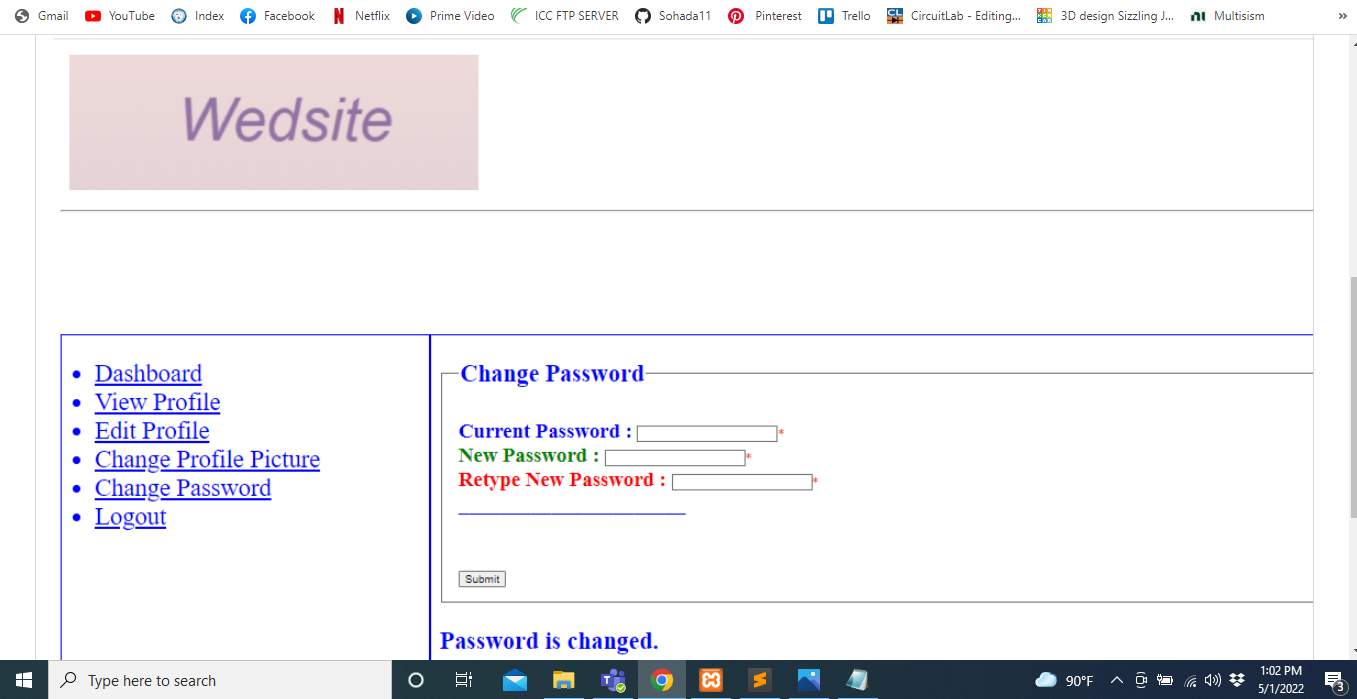 Gmail YouTube Index Facebook Netflix Prime Video ICC FTP SERVER Sohada11 Pinterest Trello CircuitLab - Editing... 3D design Sizzling J... Multisism »
Wedsite
Dashboard
View Profile
Edit Profile
Change Profile Picture
Change Password
Logout
Change Password
Current Password : *
New Password : *
Retype New Password : *
Submit
Password is changed.
Type here to search
90°F
1:02 PM
5/1/2022
3